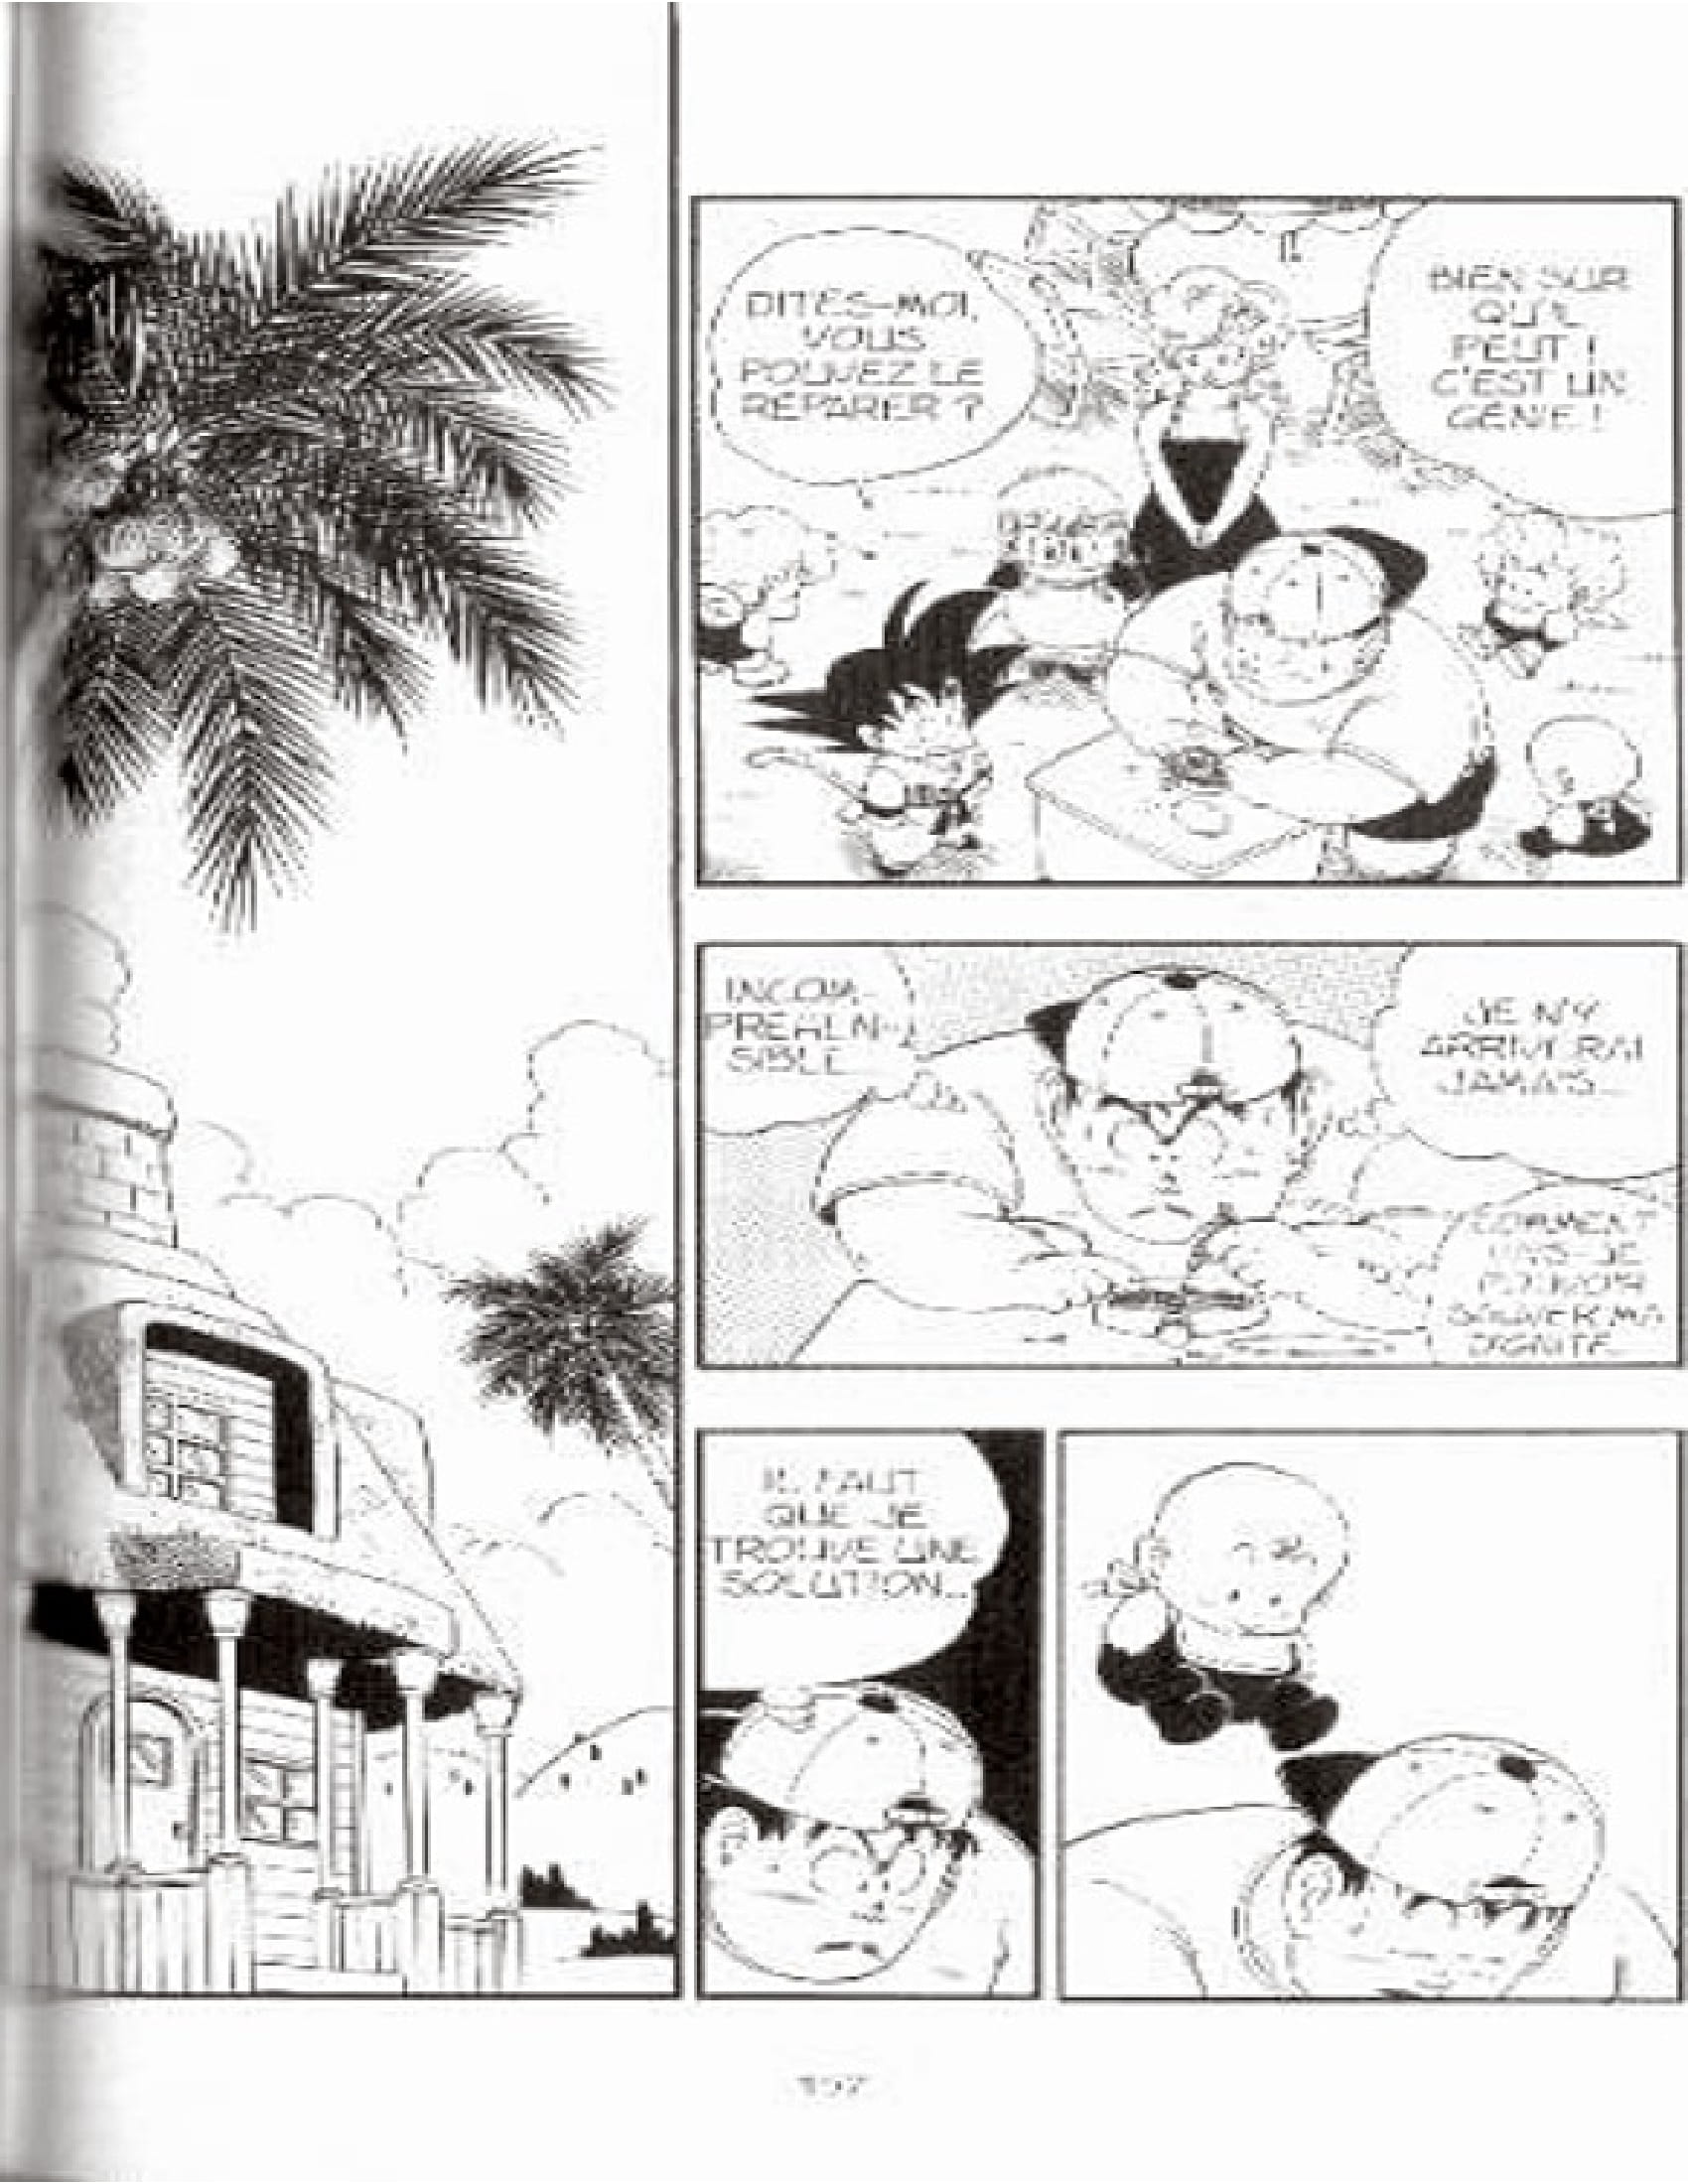 DITES-MOI,
VOUS
POUVEZ LE
RÉPARER ?
BIEN SÛR
QU'IL
PEUT !
C'EST UN
GÉNIE !
INCOM-
PRÉHEN-
SIBLE...
JE N'Y
ARRIVERAI
JAMAIS...
COMMENT
VAIS-JE
POUVOIR
SAUVER MA
DIGNITÉ...
IL FAUT
QUE JE
TROUVE UNE
SOLUTION...